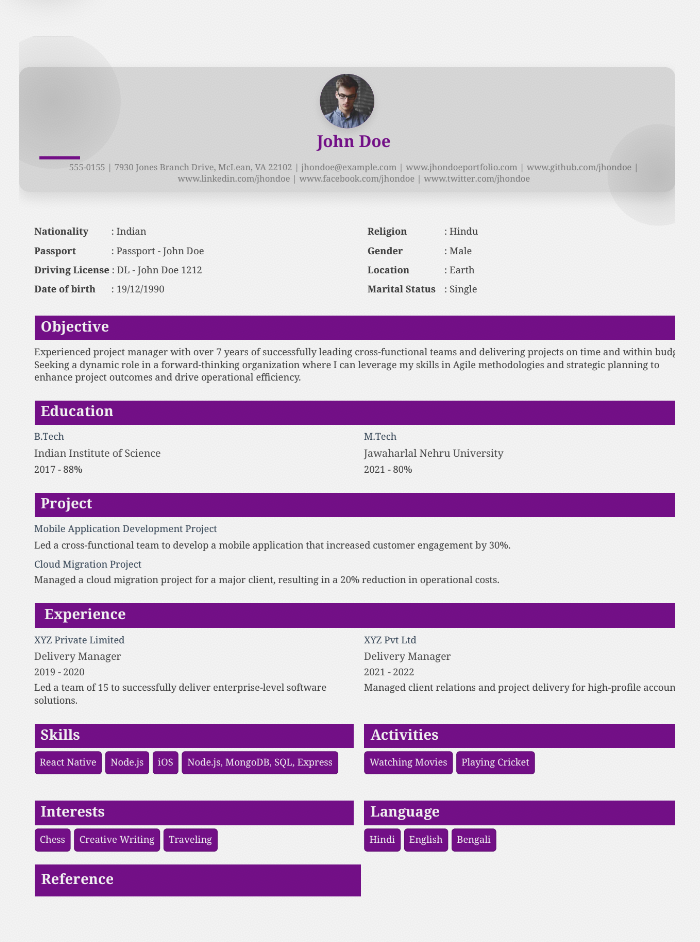 John Doe
555-0155 | 7930 Jones Branch Drive, McLean, VA 22102 | jhondoe@example.com | www.jhondoeportfolio.com | www.github.com/jhondoe |
www.linkedin.com/jhondoe | www.facebook.com/jhondoe | www.twitter.com/jhondoe
Nationality : Indian
Religion : Hindu
Passport : Passport - John Doe
Gender : Male
Driving License : DL - John Doe 1212
Location : Earth
Date of birth : 19/12/1990
Marital Status : Single
Objective
Experienced project manager with over 7 years of successfully leading cross-functional teams and delivering projects on time and within
Seeking a dynamic role in a forward-thinking organization where I can leverage my skills in Agile methodologies and strategic planning to
enhance project outcomes and drive operational efficiency.
Education
B.Tech
Indian Institute of Science
2017 - 88%
M.Tech
Jawaharlal Nehru University
2021 - 80%
Project
Mobile Application Development Project
Led a cross-functional team to develop a mobile application that increased customer engagement by 30%.
Cloud Migration Project
Managed a cloud migration project for a major client, resulting in a 20% reduction in operational costs.
Experience
XYZ Private Limited
Delivery Manager
2019 - 2020
Led a team of 15 to successfully deliver enterprise-level software
solutions.
XYZ Pvt Ltd
Delivery Manager
2021 - 2022
Managed client relations and project delivery for high-profile accoun
Skills
React Native Node.js iOS Node.js, MongoDB, SQL, Express
Activities
Watching Movies Playing Cricket
Interests
Chess Creative Writing Traveling
Language
Hindi English Bengali
Reference